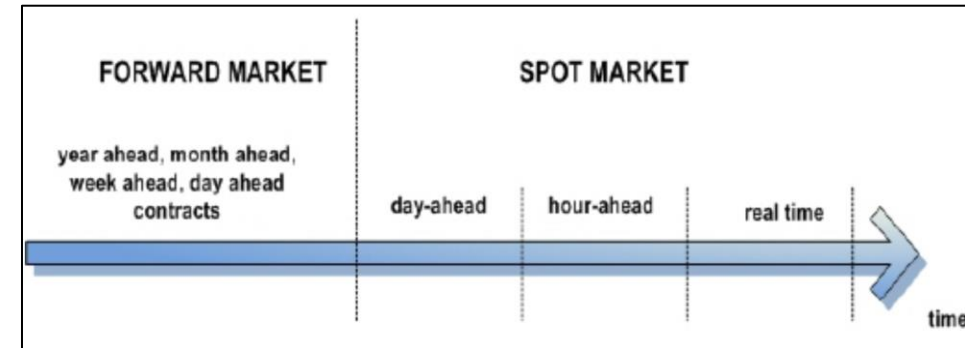 FORWARD MARKET
SPOT MARKET
year ahead, month ahead,
week ahead, day ahead
contracts
day-ahead
hour-ahead
real time
time